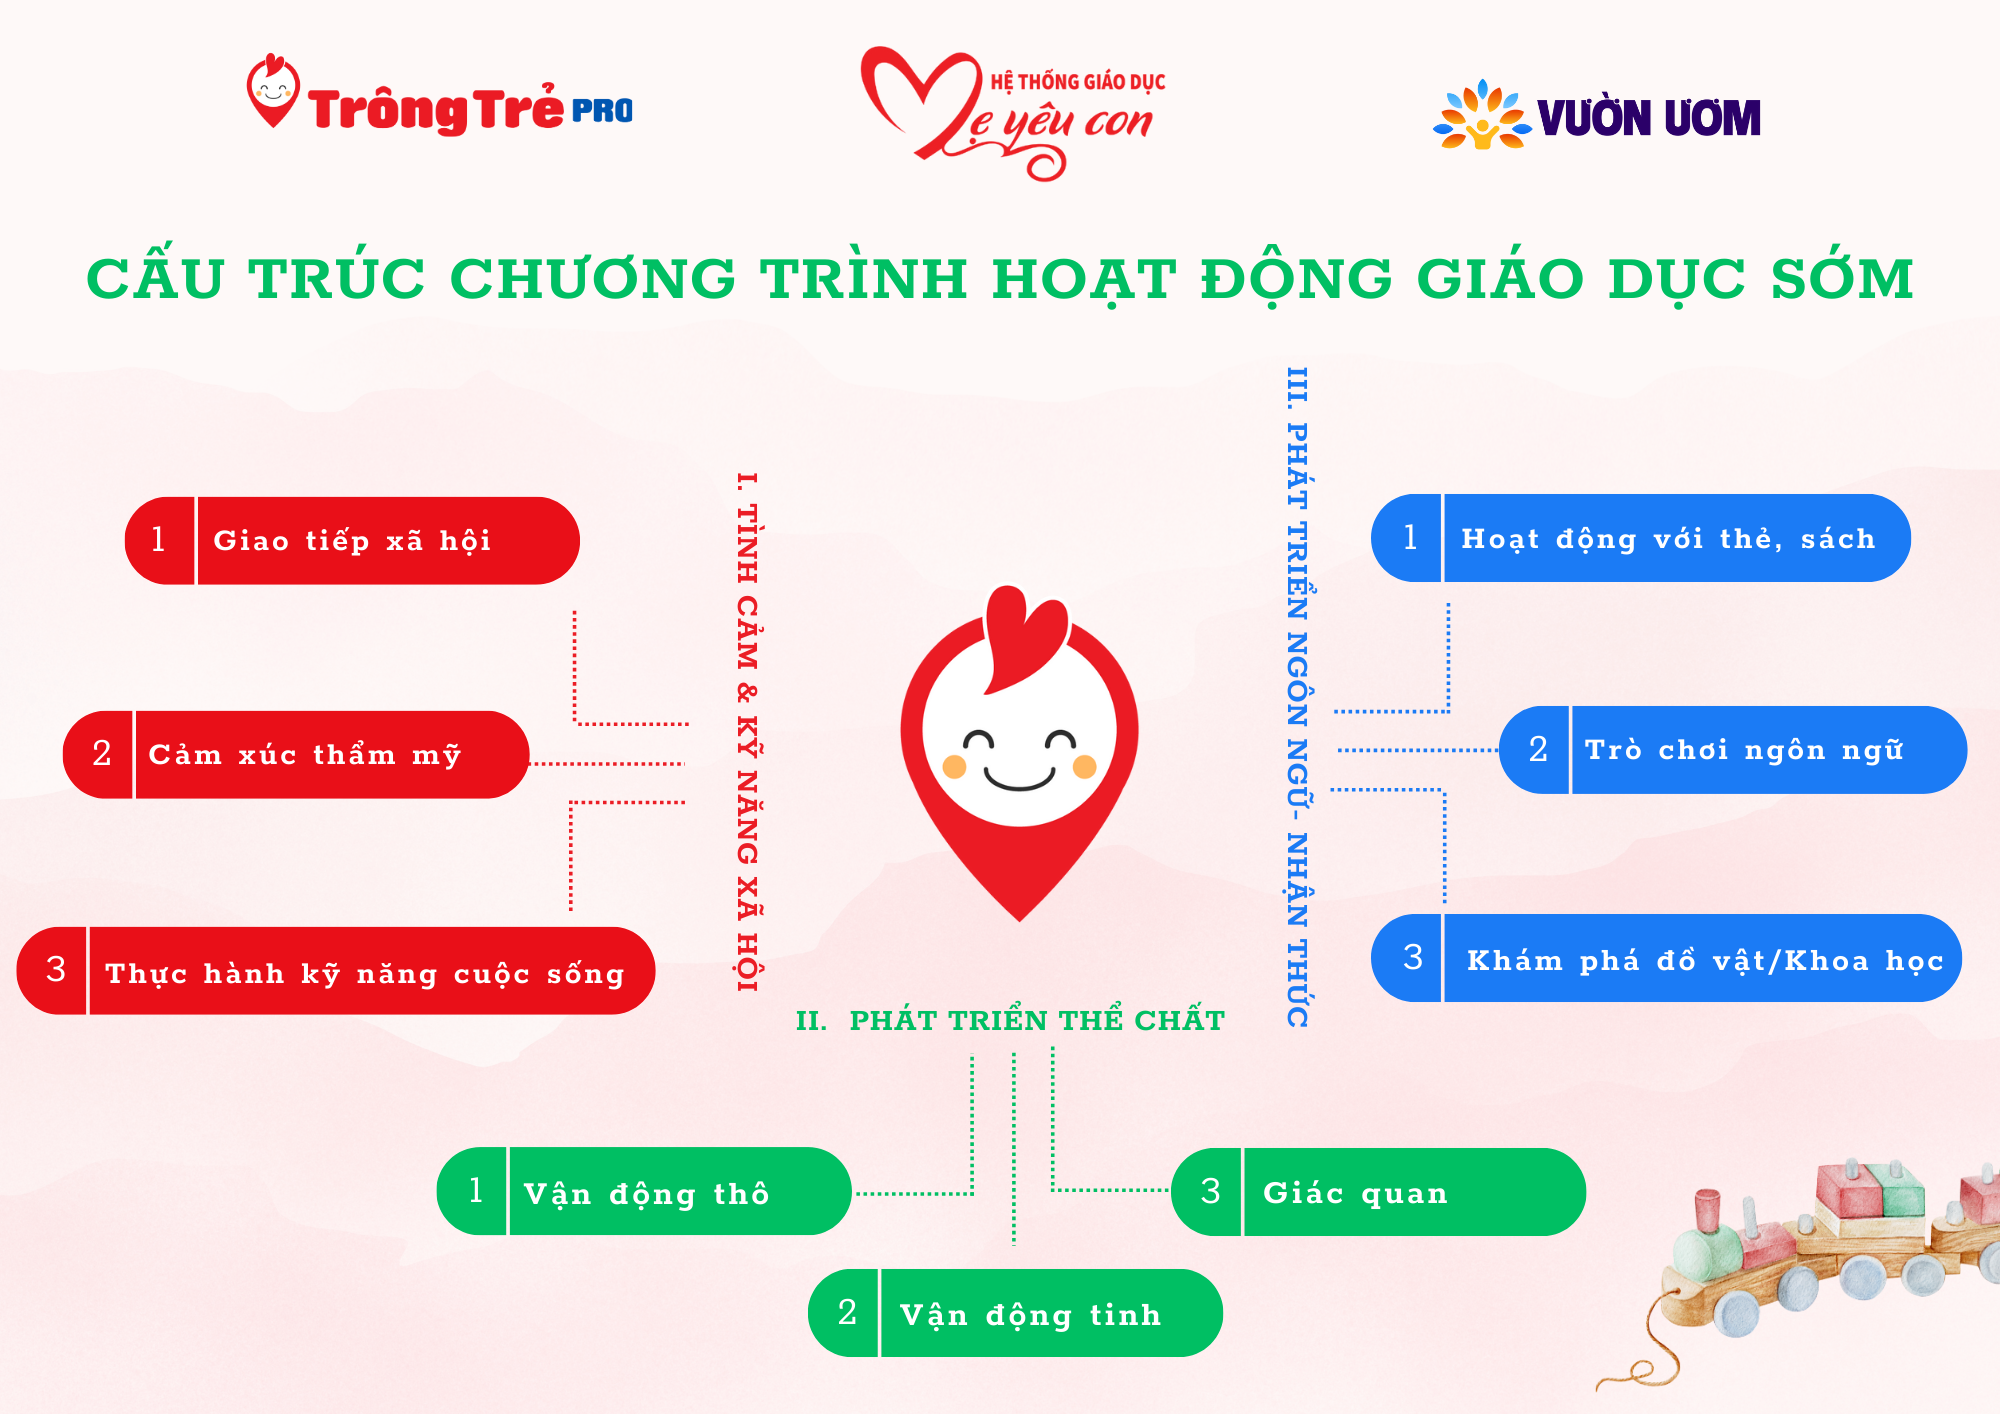 TrôngTrẻ PRO
HỆ THỐNG GIÁO DỤC
Mẹ yêu con
VƯỜN ƯƠM
CẤU TRÚC CHƯƠNG TRÌNH HOẠT ĐỘNG GIÁO DỤC SỚM
I. TÌNH CẢM & KỸ NĂNG XÃ HỘI
1 Giao tiếp xã hội
2 Cảm xúc thẩm mỹ
3 Thực hành kỹ năng cuộc sống
II. PHÁT TRIỂN THỂ CHẤT
1 Vận động thô
2 Vận động tinh
3 Giác quan
III. PHÁT TRIỂN NGÔN NGỮ- NHẬN THỨC
1 Hoạt động với thẻ, sách
2 Trò chơi ngôn ngữ
3 Khám phá đồ vật/Khoa học